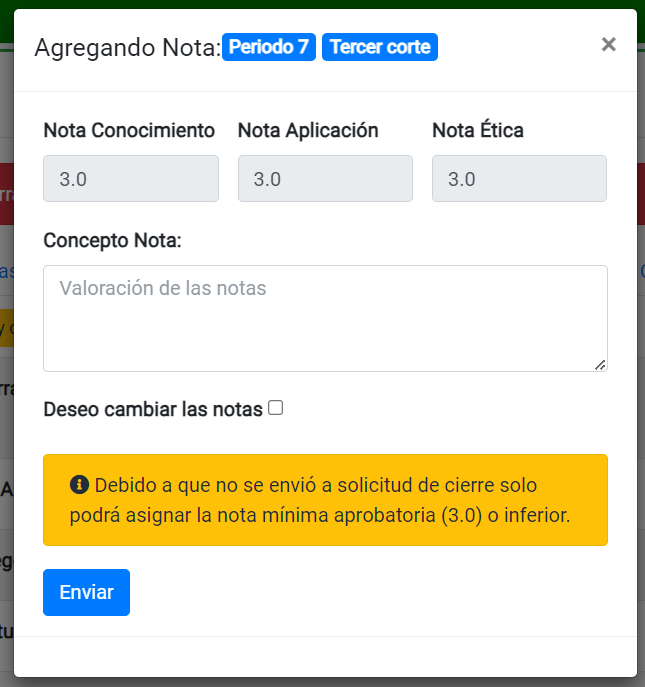 Agregando Nota: Periodo 7 Tercer corte ×
Nota Conocimiento Nota Aplicación Nota Ética
3.0 3.0 3.0
Concepto Nota:
Valoración de las notas
Deseo cambiar las notas
Debido a que no se envió a solicitud de cierre solo
podrá asignar la nota mínima aprobatoria (3.0) o inferior.
Enviar